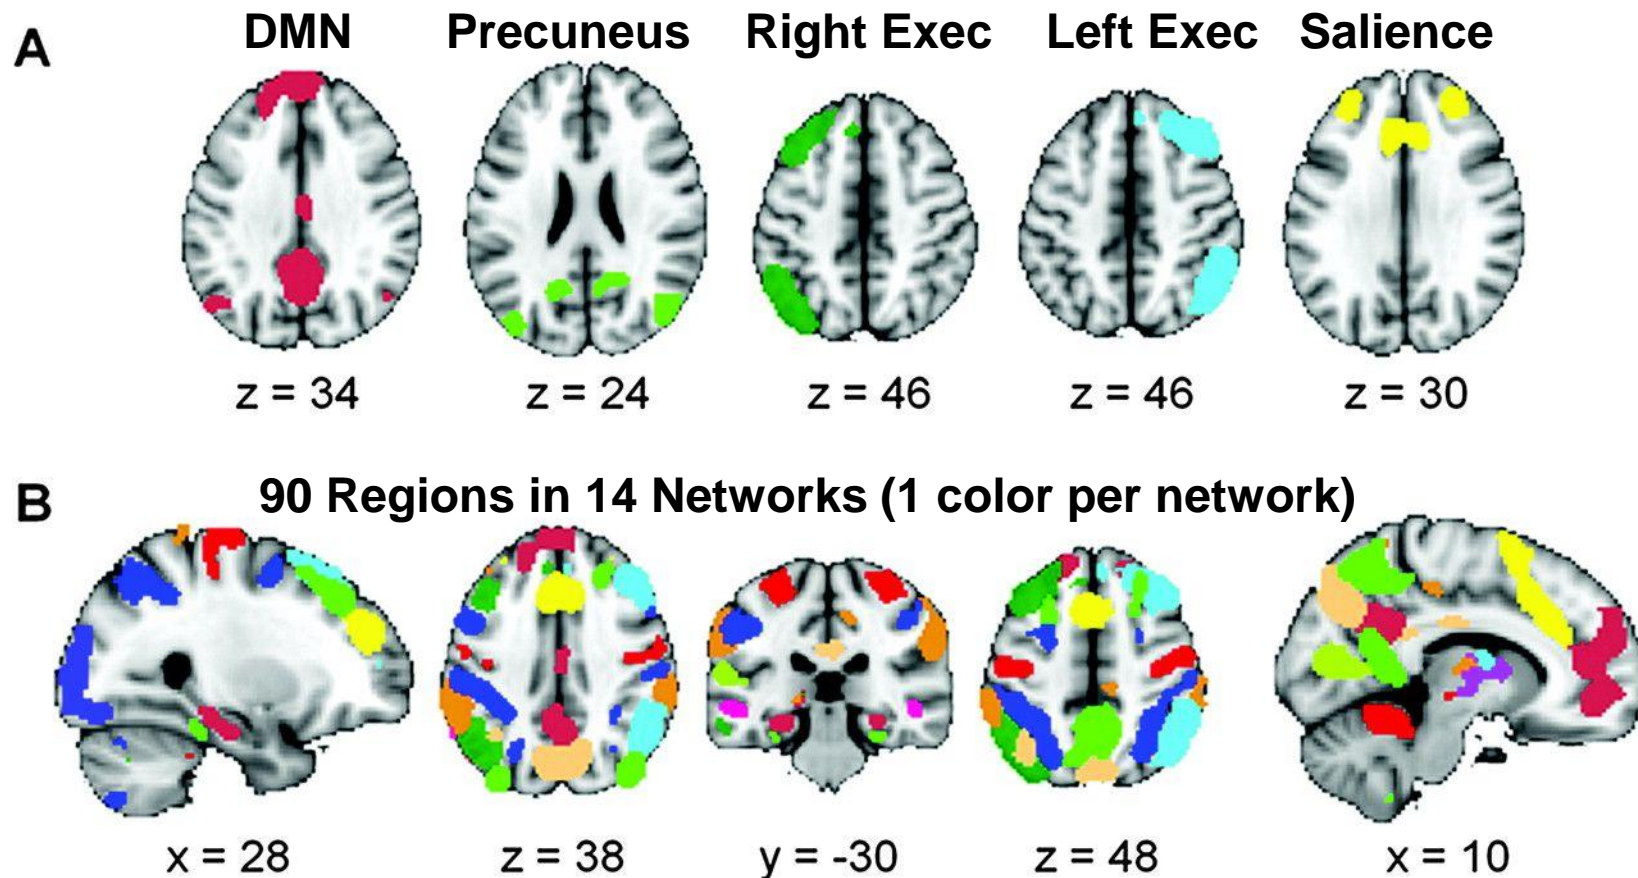 A
DMN Precuneus Right Exec Left Exec Salience
z = 34 z = 24 z = 46 z = 46 z = 30
B
90 Regions in 14 Networks (1 color per network)
x = 28 z = 38 y = -30 z = 48 x = 10